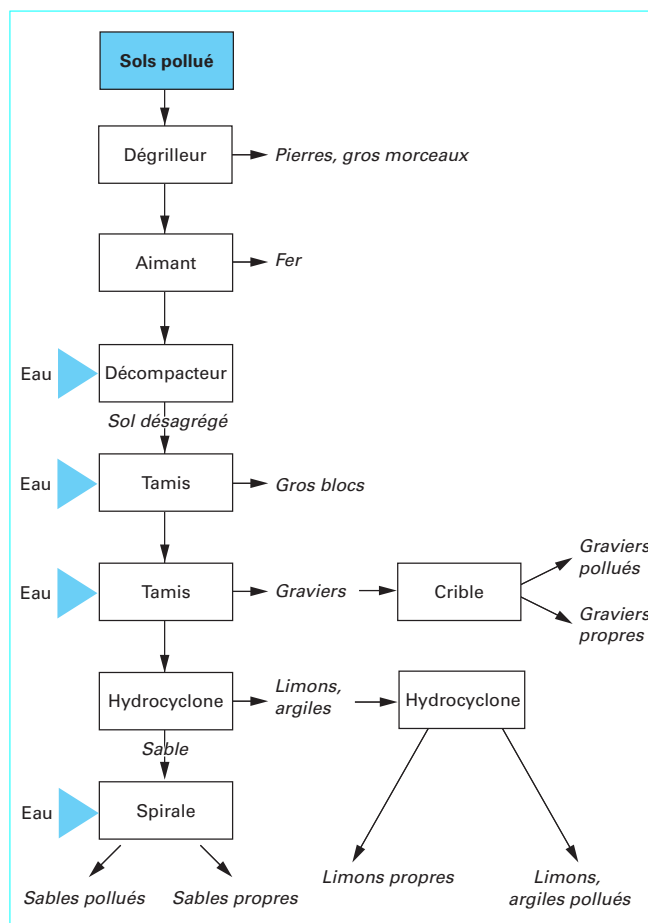 Sols pollué
Dégrilleur
Pierres, gros morceaux
Aimant
Fer
Eau
Décompacteur
Sol désagrégé
Eau
Tamis
Gros blocs
Eau
Tamis
Graviers
Crible
Graviers
pollués
Graviers
propres
Hydrocyclone
Limons,
argiles
Hydrocyclone
Sable
Eau
Spirale
Sables pollués
Sables propres
Limons propres
Limons,
argiles pollués